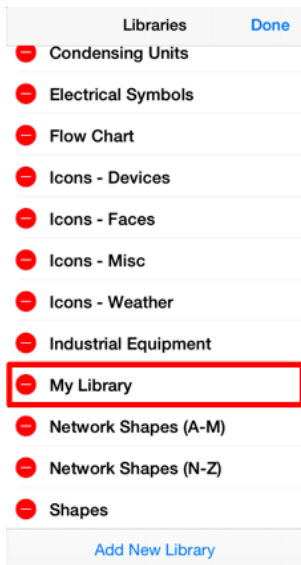 Libraries Done
Condensing Units
Electrical Symbols
Flow Chart
Icons - Devices
Icons - Faces
Icons - Misc
Icons - Weather
Industrial Equipment
My Library
Network Shapes (A-M)
Network Shapes (N-Z)
Shapes
Add New Library